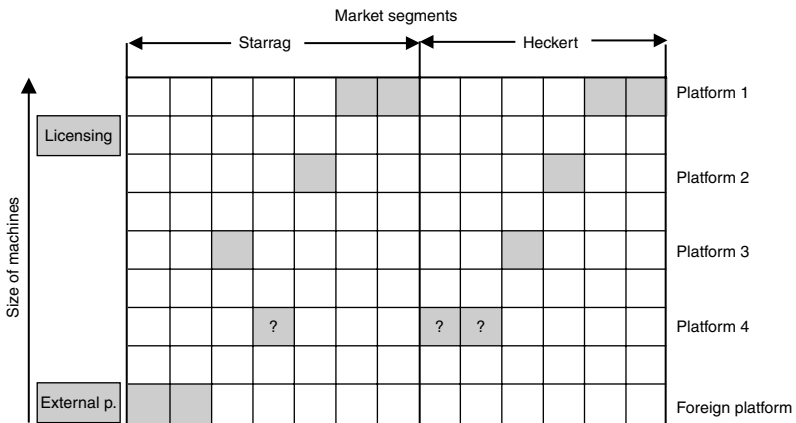 Market segments
Starrag
Heckert
Platform 1
Licensing
Platform 2
Platform 3
Size of machines
? ? ? Platform 4
External p.
Foreign platform